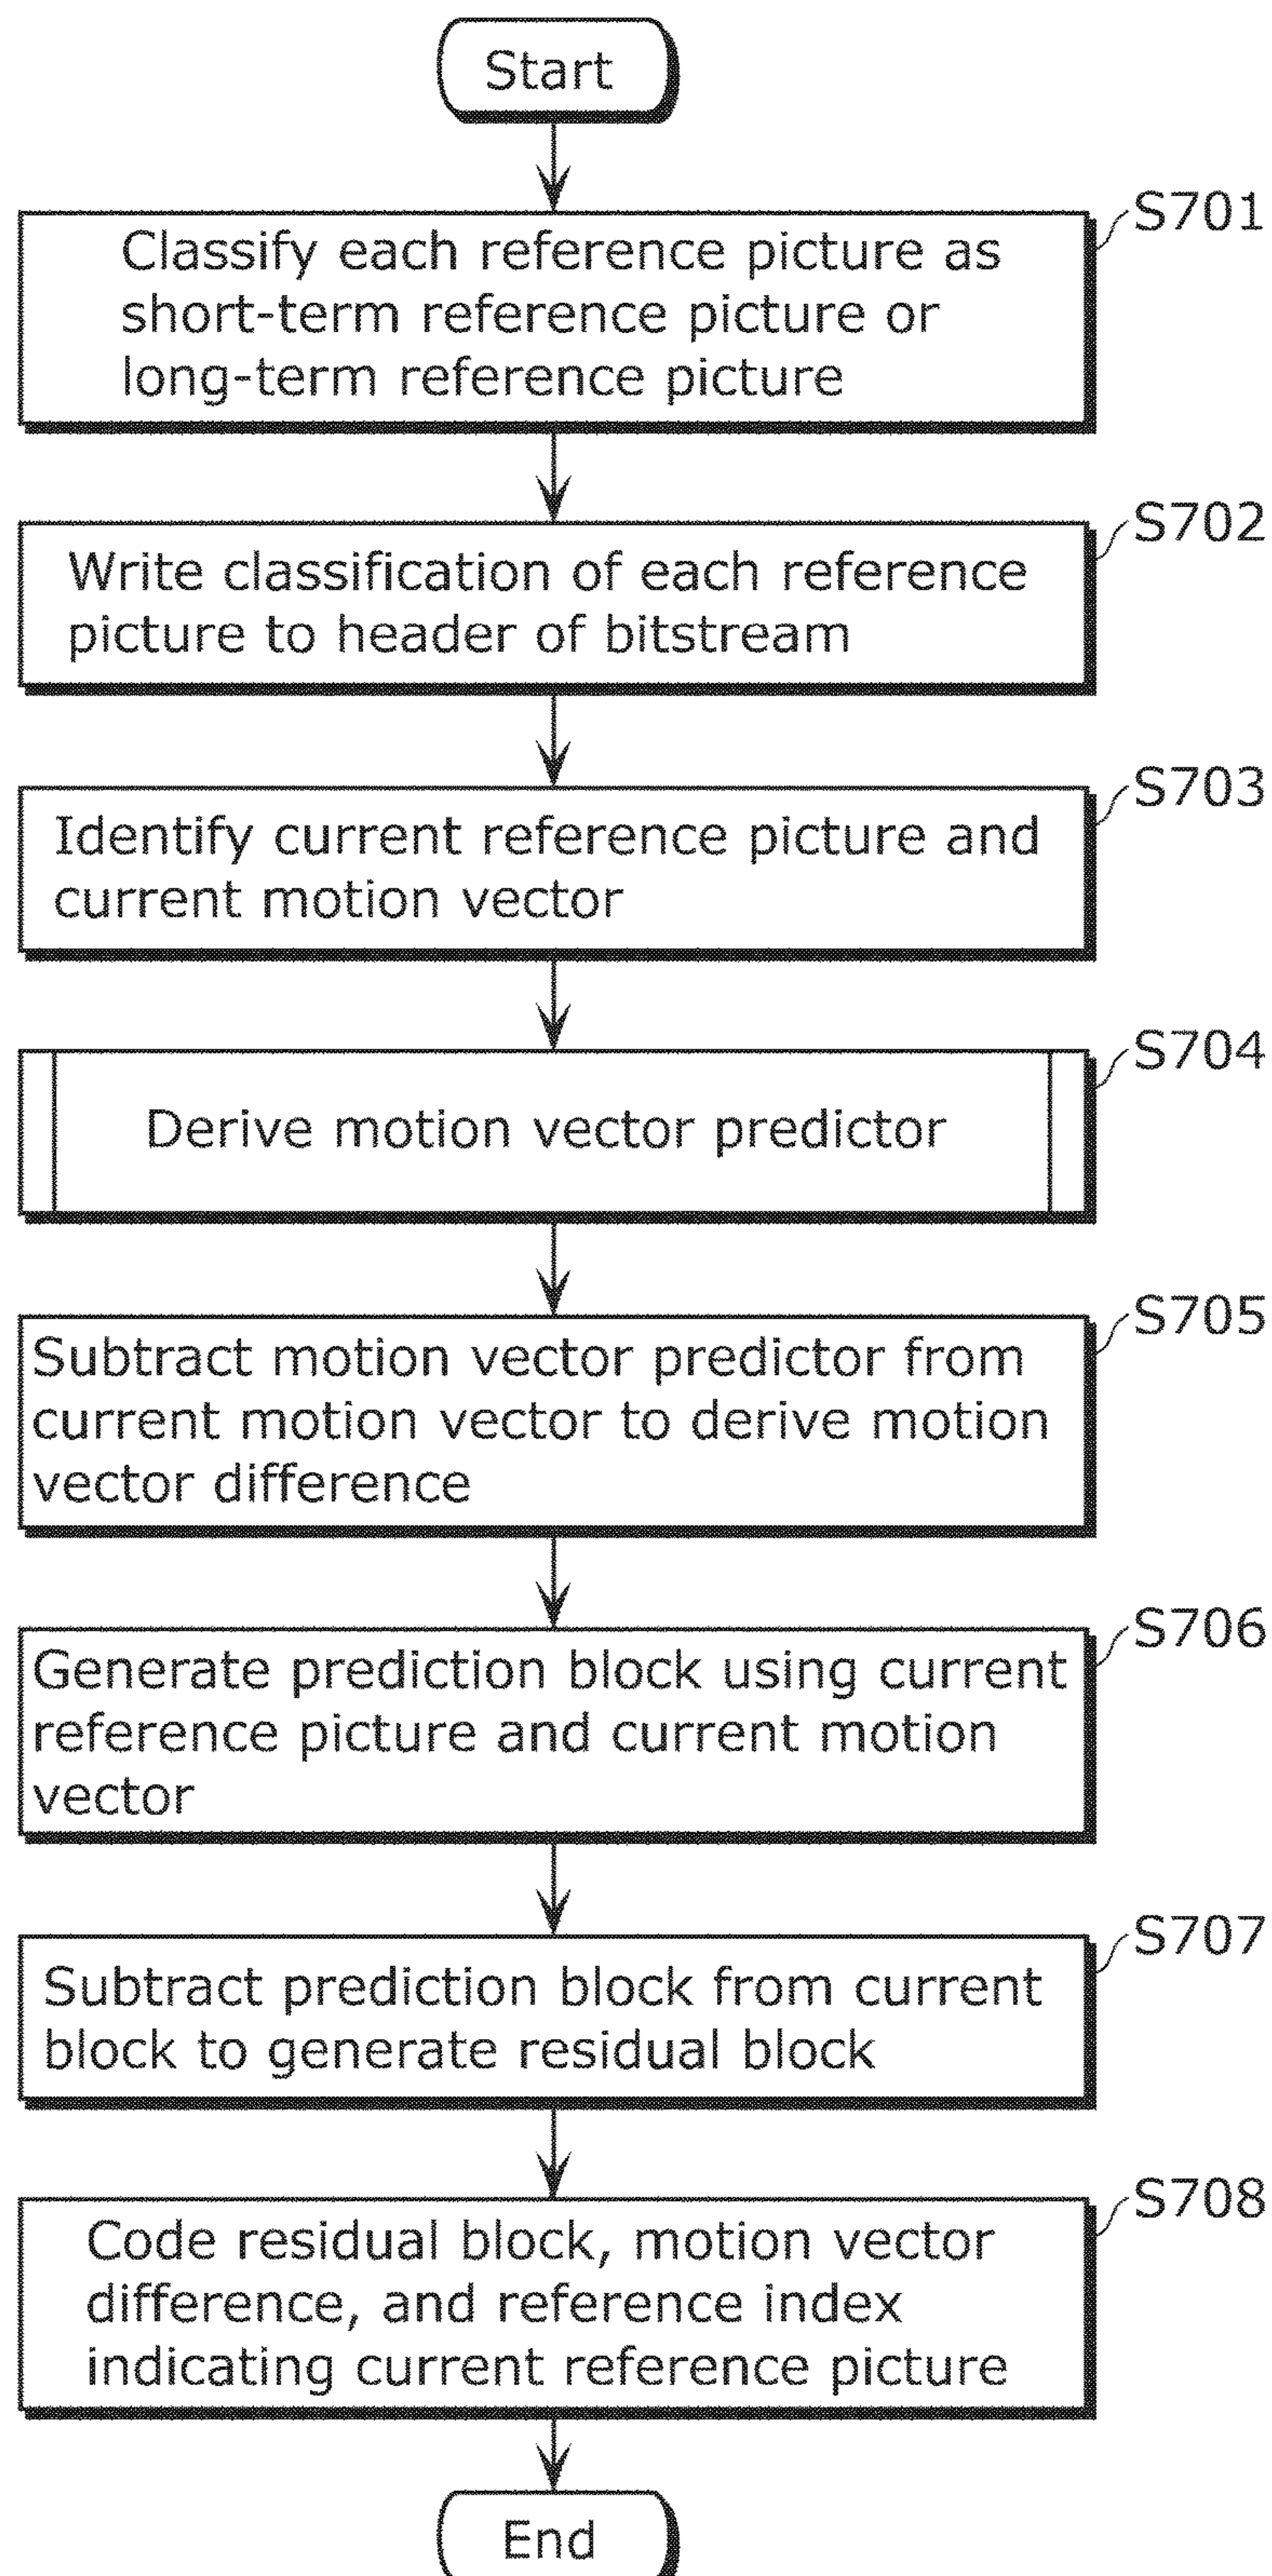 Start
S701
Classify each reference picture as
short-term reference picture or
long-term reference picture
S702
Write classification of each reference
picture to header of bitstream
S703
Identify current reference picture and
current motion vector
S704
Derive motion vector predictor
S705
Subtract motion vector predictor from
current motion vector to derive motion
vector difference
S706
Generate prediction block using current
reference picture and current motion
vector
S707
Subtract prediction block from current
block to generate residual block
S708
Code residual block, motion vector
difference, and reference index
indicating current reference picture
End